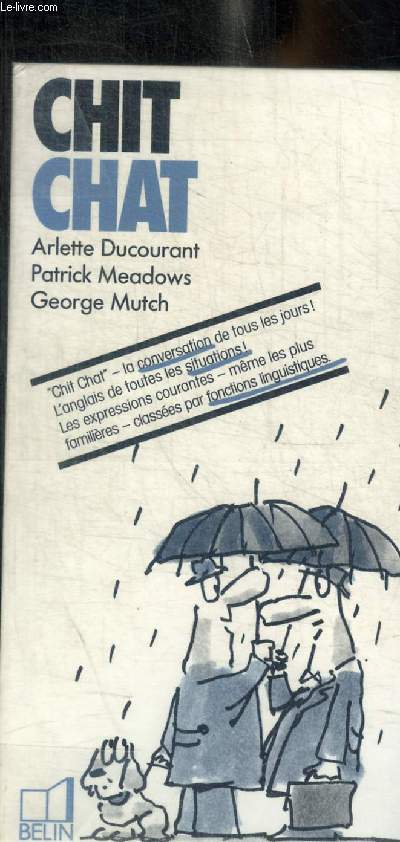 Le-livre.com
CHIT
CHAT
Arlette Ducourant
Patrick Meadows
George Mutch
"Chit Chat" – la conversation de tous les jours!
L'anglais de toutes les situations!
Les expressions courantes – même les plus
familières – classées par fonctions linguistiques.
BELIN